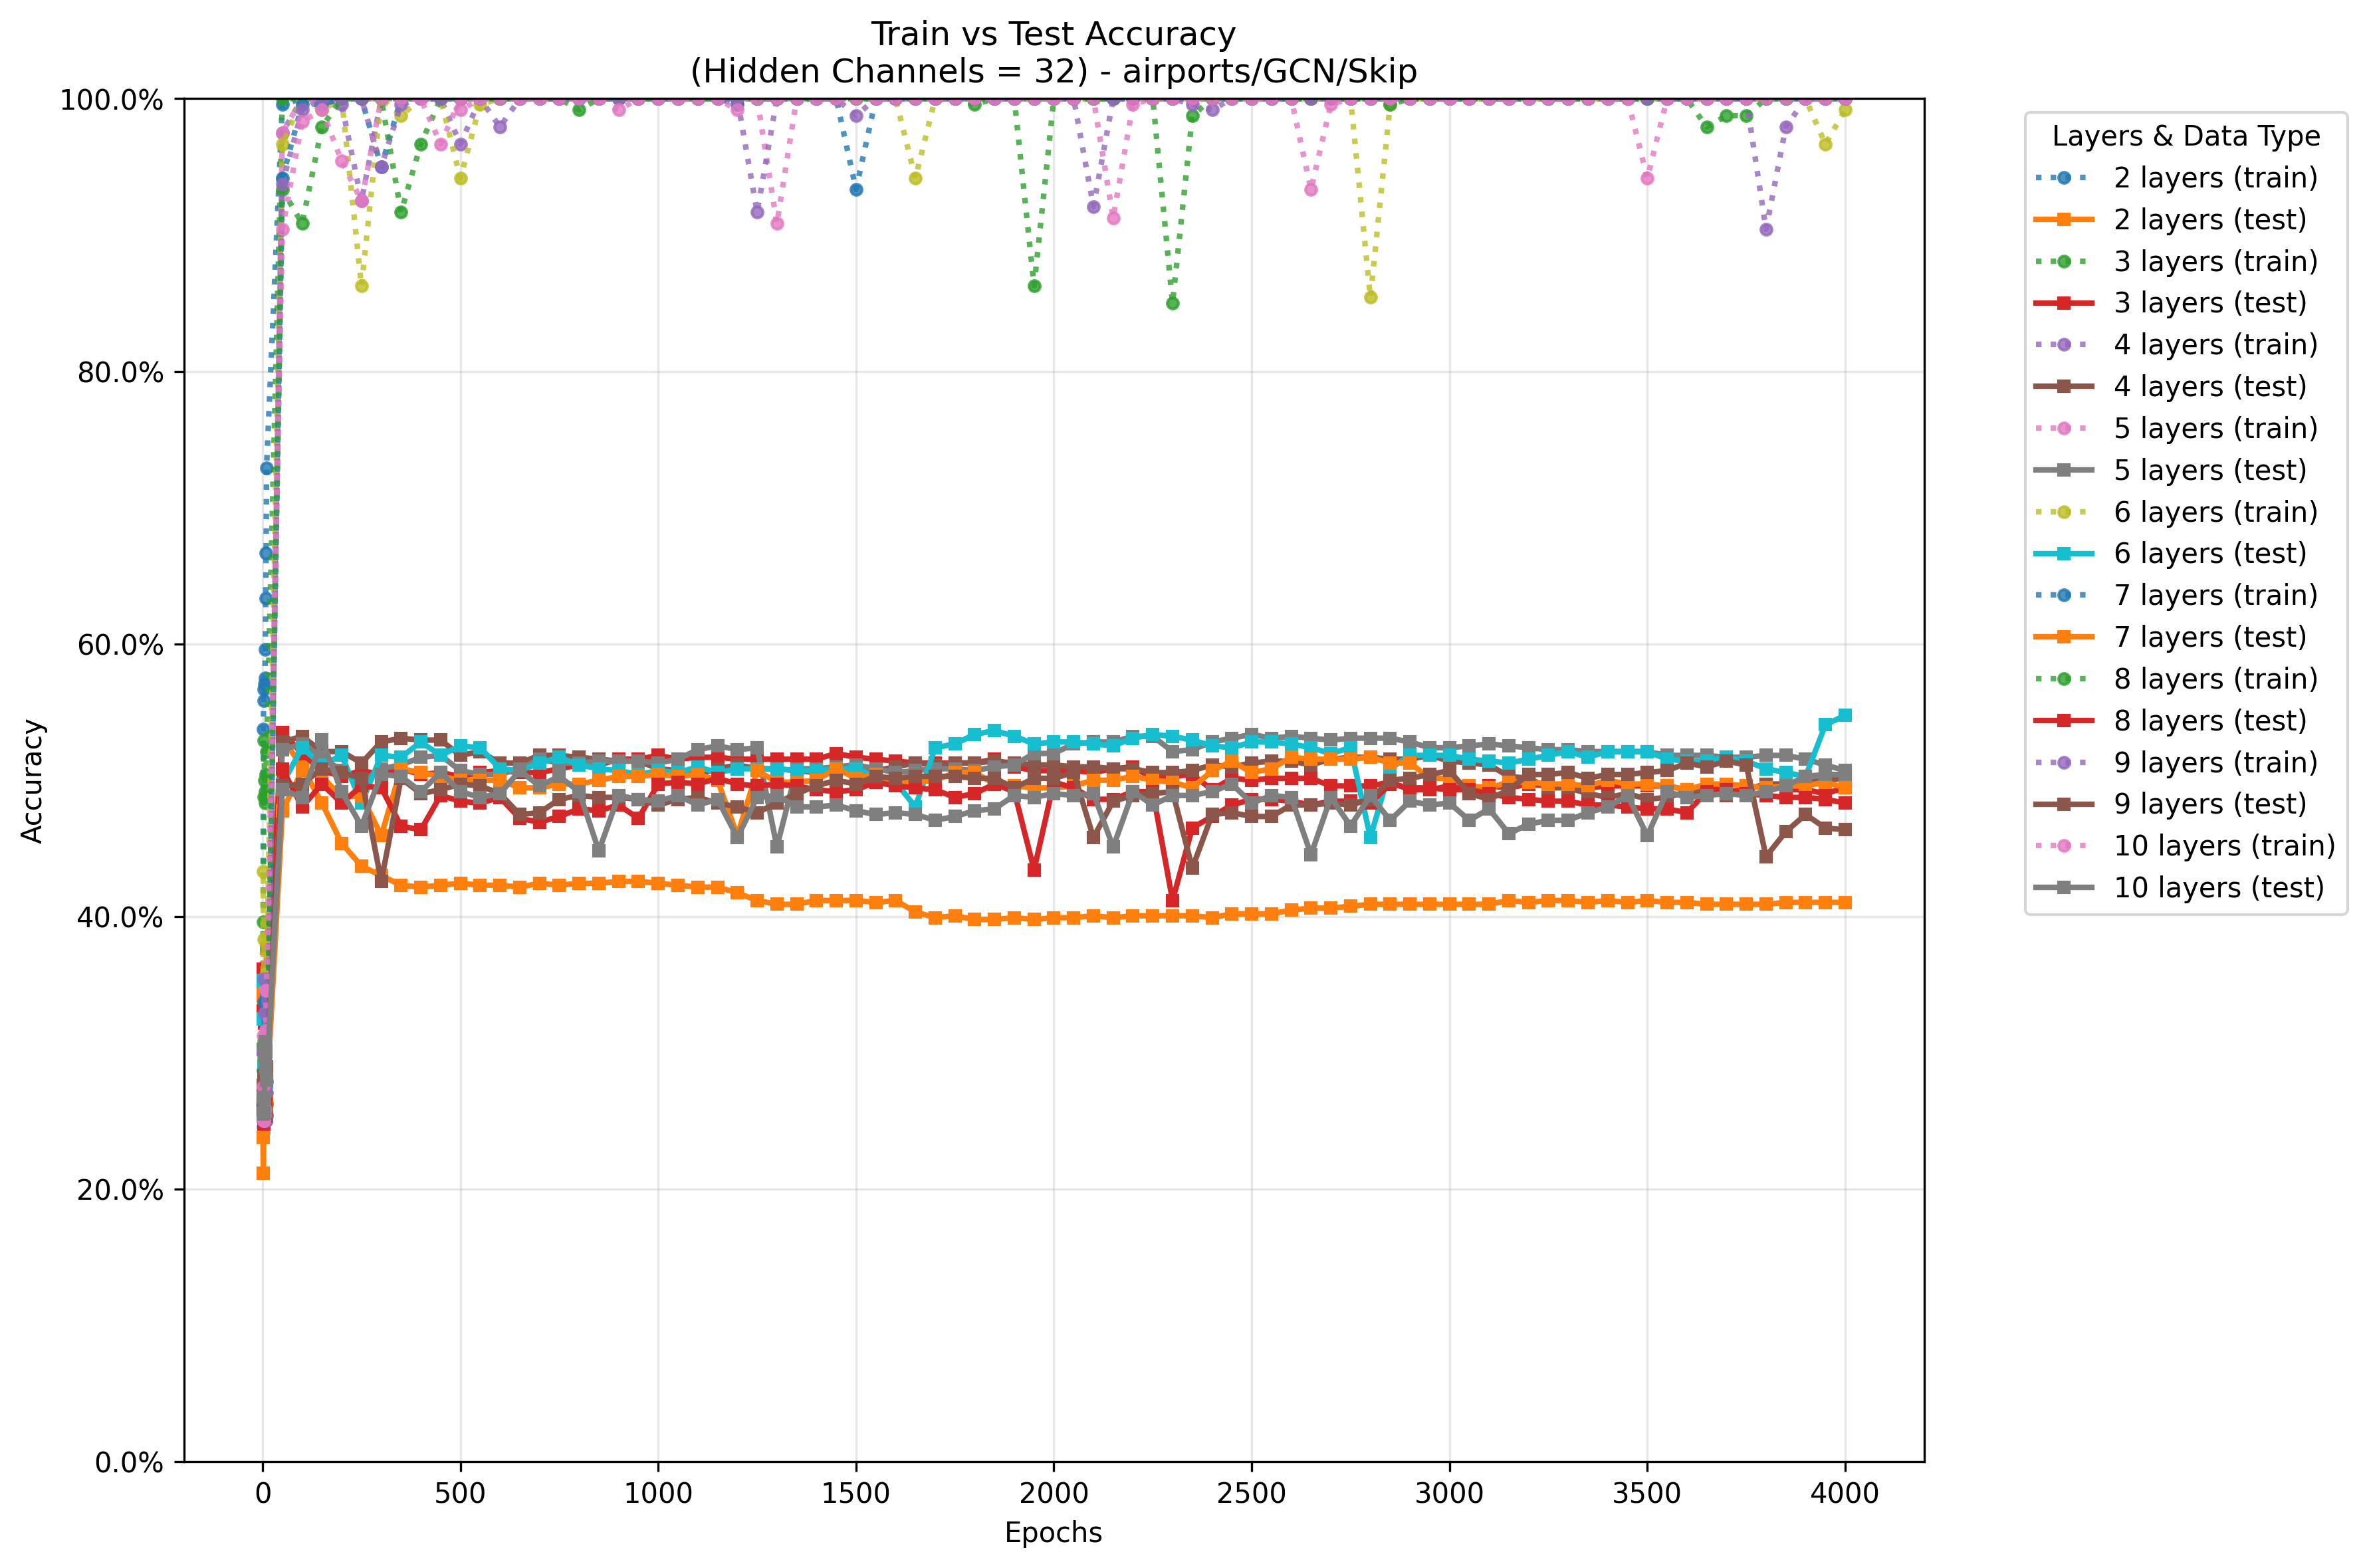 Train vs Test Accuracy
(Hidden Channels = 32) - airports/GCN/Skip
100.0%
80.0%
60.0%
40.0%
20.0%
0.0%
Accuracy
0 500 1000 1500 2000 2500 3000 3500 4000
Epochs
Layers & Data Type
2 layers (train)
2 layers (test)
3 layers (train)
3 layers (test)
4 layers (train)
4 layers (test)
5 layers (train)
5 layers (test)
6 layers (train)
6 layers (test)
7 layers (train)
7 layers (test)
8 layers (train)
8 layers (test)
9 layers (train)
9 layers (test)
10 layers (train)
10 layers (test)